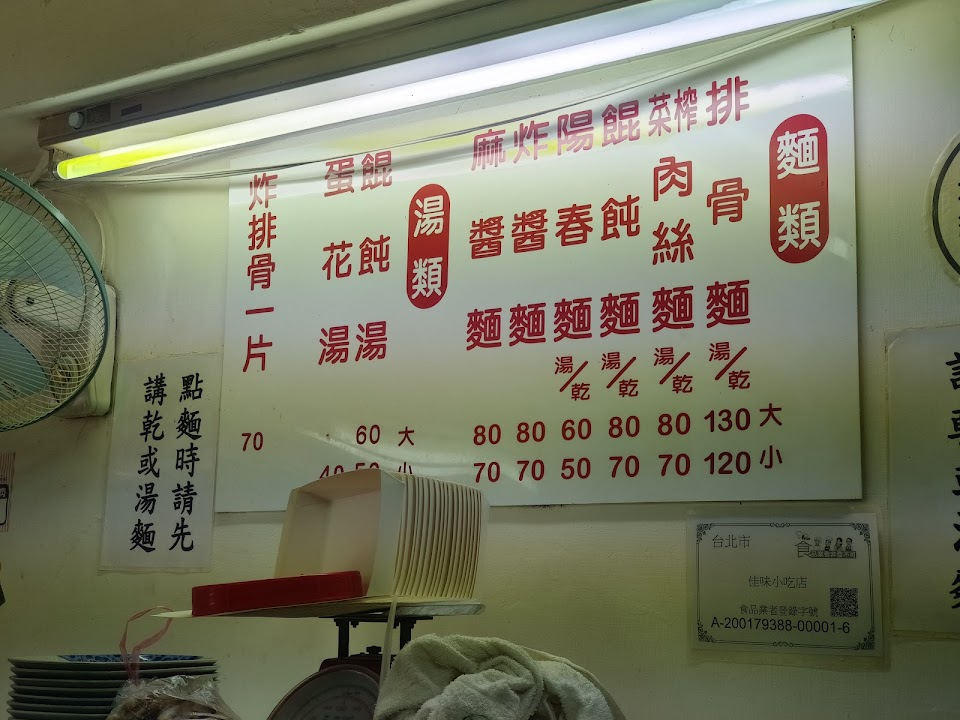 麵類
排骨麵 湯/乾 130 120
榨菜肉絲麵 湯/乾 80 70
餛飩麵 湯/乾 80 70
陽春麵 湯/乾 60 50
炸醬麵 80 70
麻醬麵 80 70
大 小
湯類
餛飩湯 60 50
蛋花湯 40
大 小
炸排骨一片 70
點麵時請先
講乾或湯麵
台北市
食
佳味小吃店
食品業者登錄字號
A-200179388-00001-6